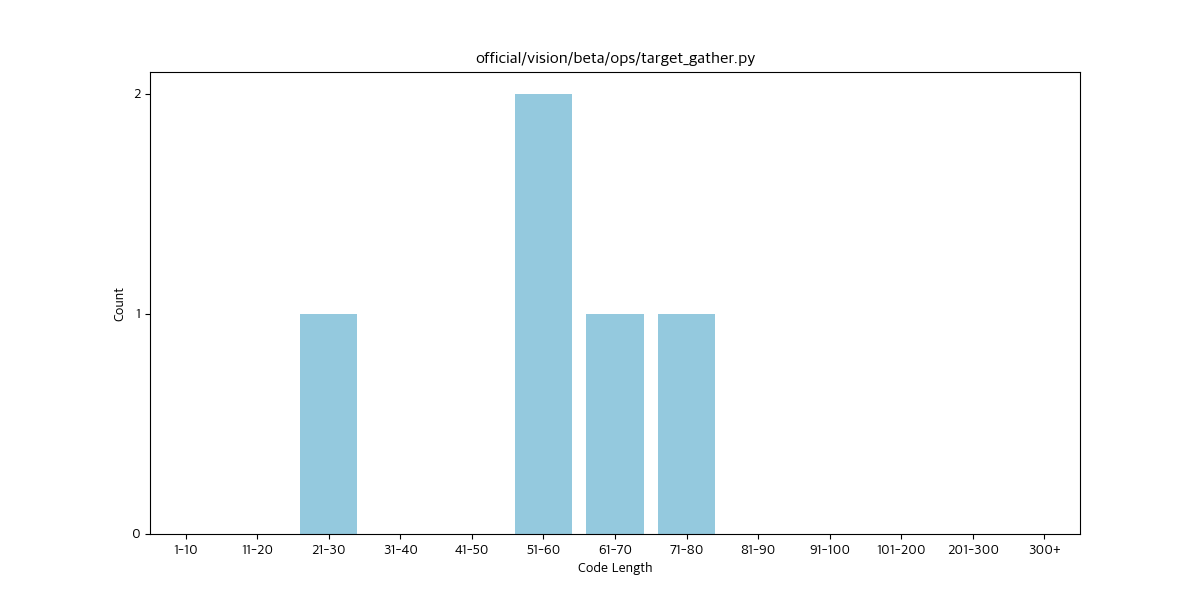 official/vision/beta/ops/target_gather.py
2
1
0
Count
1-10 11-20 21-30 31-40 41-50 51-60 61-70 71-80 81-90 91-100 101-200 201-300 300+
Code Length